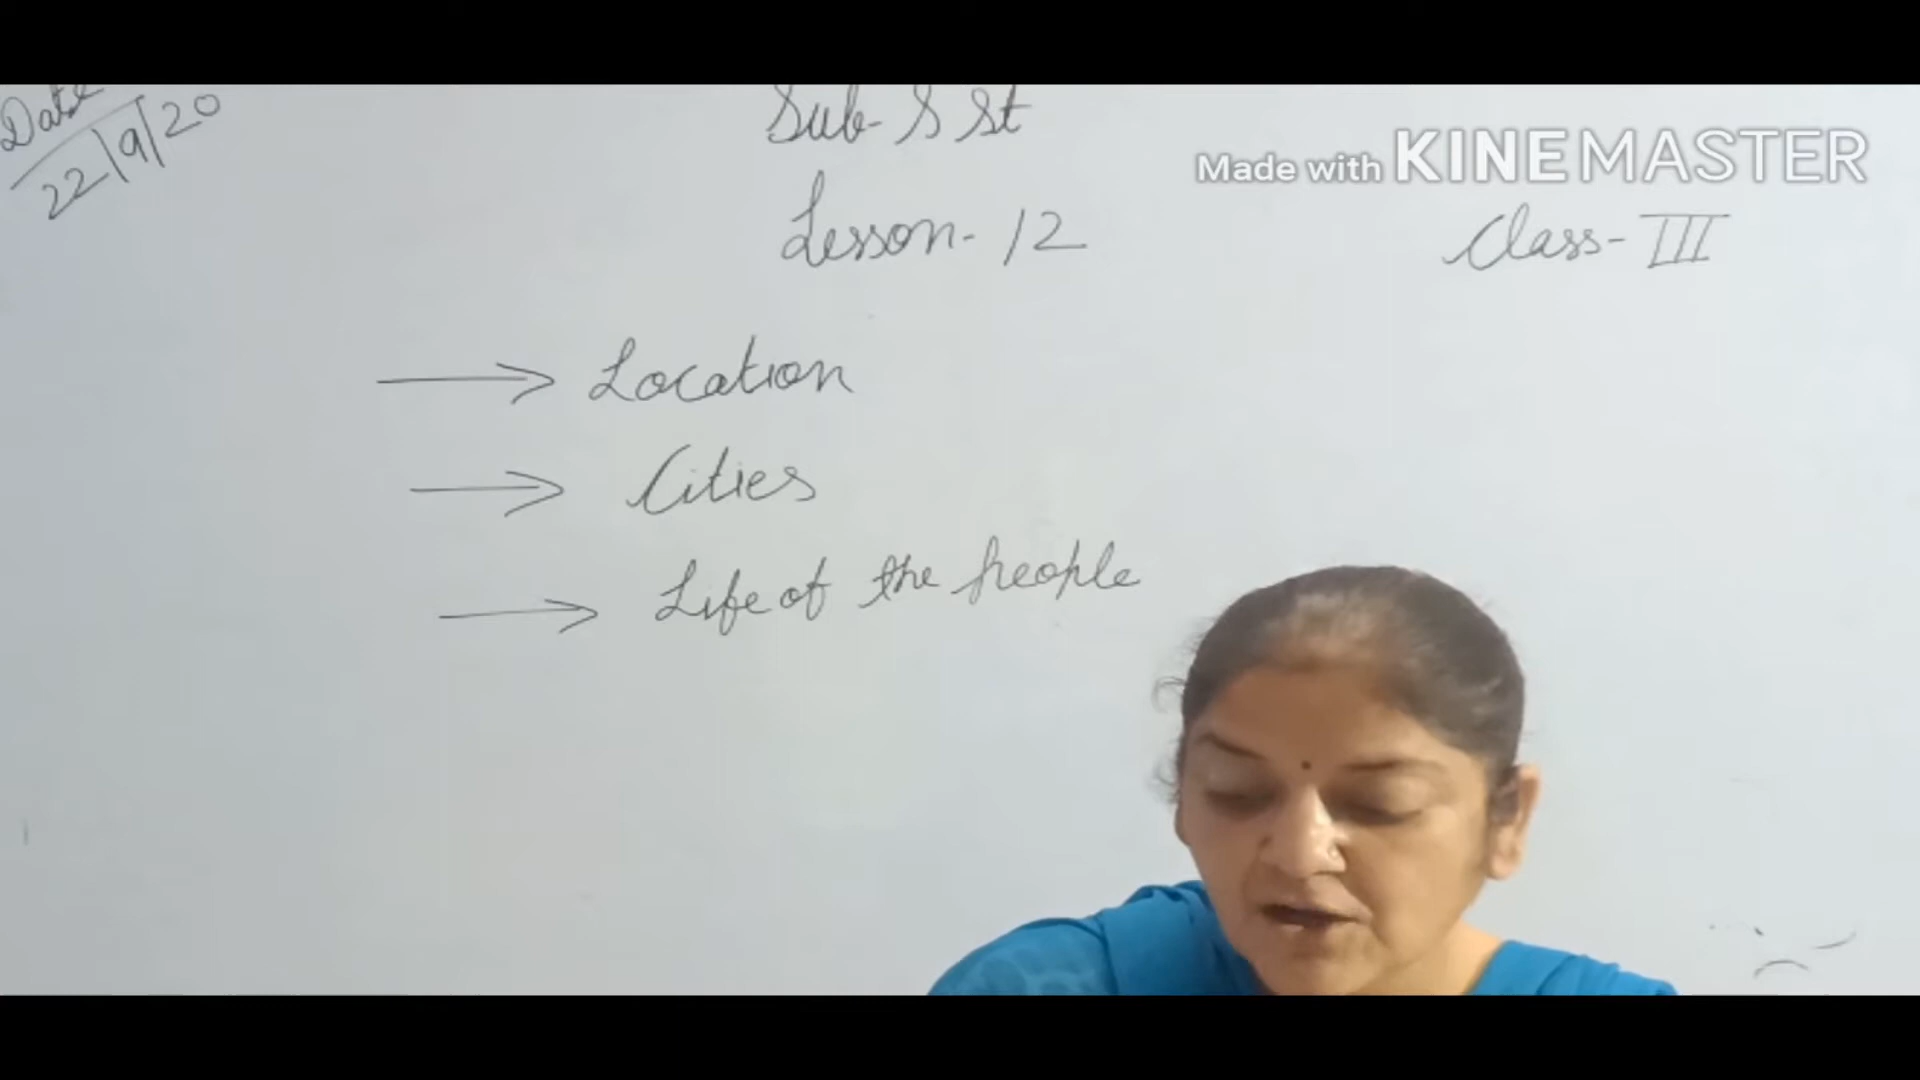 Date
22/9/20
Sub- S St
Made with KINEMASTER
Lesson- 12
Class- III
→ Location
→ Cities
→ Life of the people